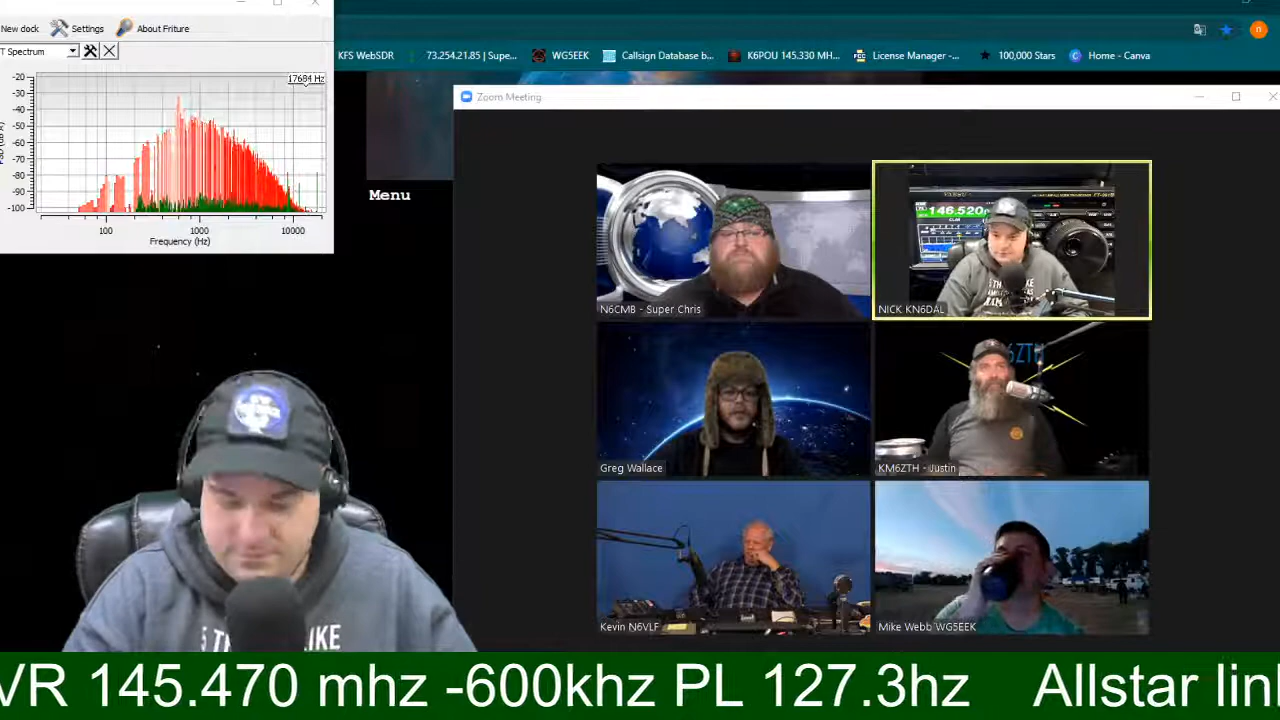 New dock Settings About Friture
T Spectrum
17684 Hz
-20
-30
-40
-50
-60
-70
-80
-90
-100
100 1000 10000
Frequency (Hz)
KFS WebSDR 73.254.21.85 | Supe... WG5EEK Callsign Database b... K6POU 145.330 MH... License Manager -... 100,000 Stars Home - Canva
Menu
Zoom Meeting
N6CMB - Super Chris
146.520
NICK KN6DAL
Greg Wallace
6ZTH
KM6ZTH - Justin
Kevin N6VLF
Mike Webb WG5EEK
VR 145.470 mhz -600khz PL 127.3hz Allstar lin